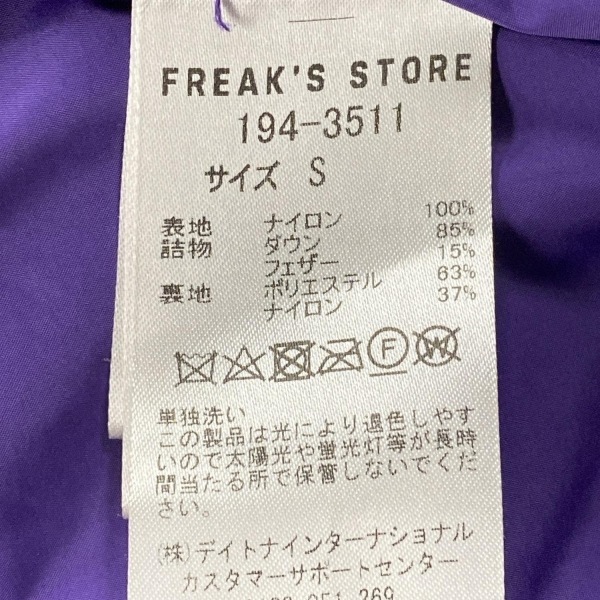 FREAK'S STORE
194-3511
サイズ S
表地 ナイロン 100%
詰物 ダウン 85%
フェザー 15%
裏地 ポリエステル 63%
ナイロン 37%
F W
単独洗い
この製品は光により退色しやす
いので太陽光や蛍光灯等が長時
間当たる所で保管しないでくだ
さい。
(株)デイトナインターナショナル
カスタマーサポートセンター
269